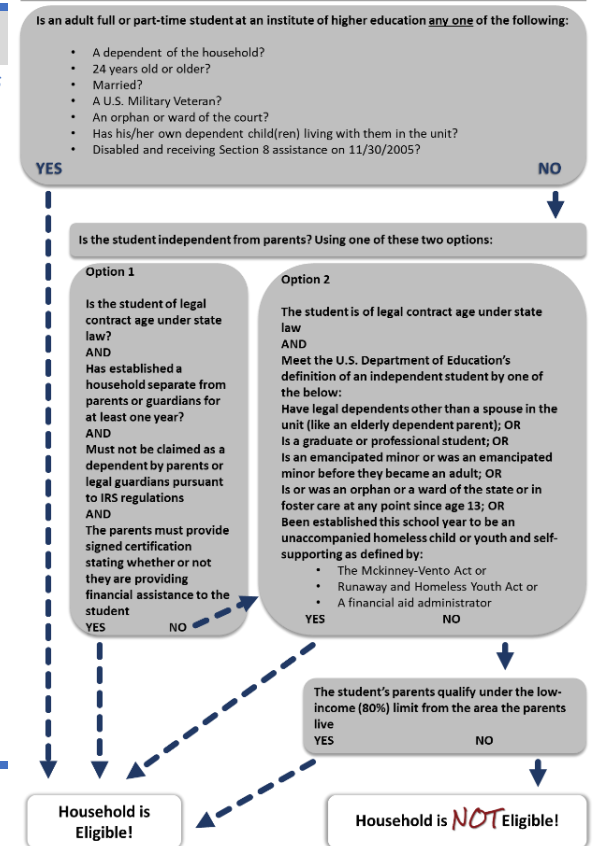 Is an adult full or part-time student at an institute of higher education any one of the following:
• A dependent of the household?
• 24 years old or older?
• Married?
• A U.S. Military Veteran?
• An orphan or ward of the court?
• Has his/her own dependent child(ren) living with them in the unit?
• Disabled and receiving Section 8 assistance on 11/30/2005?
YES NO
Is the student independent from parents? Using one of these two options:
Option 1
Is the student of legal
contract age under state
law?
AND
Has established a
household separate from
parents or guardians for
at least one year?
AND
Must not be claimed as a
dependent by parents or
legal guardians pursuant
to IRS regulations
AND
The parents must provide
signed certification
stating whether or not
they are providing
financial assistance to the
student
YES NO
Option 2
The student is of legal contract age under state
law
AND
Meet the U.S. Department of Education's
definition of an independent student by one of
the below:
Have legal dependents other than a spouse in the
unit (like an elderly dependent parent); OR
Is a graduate or professional student; OR
Is an emancipated minor or was an emancipated
minor before they became an adult; OR
Is or was an orphan or a ward of the state or in
foster care at any point since age 13; OR
Been established this school year to be an
unaccompanied homeless child or youth and self-
supporting as defined by:
• The Mckinney-Vento Act or
• Runaway and Homeless Youth Act or
• A financial aid administrator
YES NO
The student's parents qualify under the low-
income (80%) limit from the area the parents
live
YES NO
Household is
Eligible!
Household is NOT Eligible!